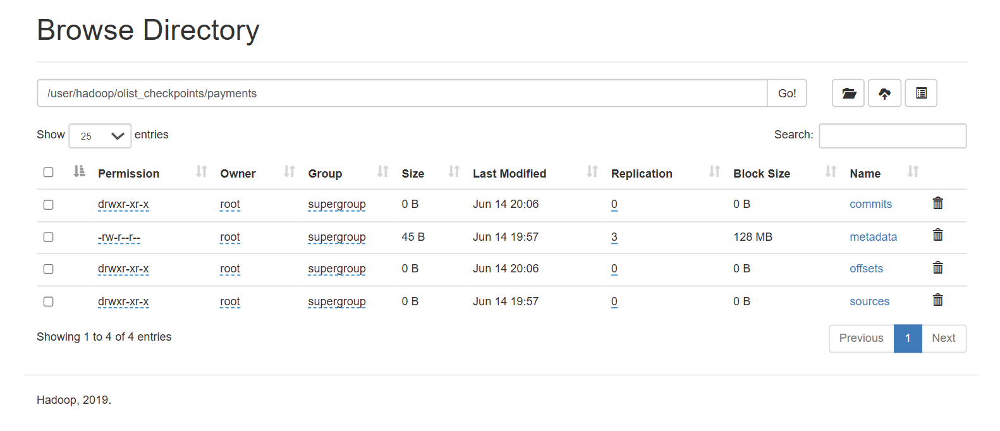 Browse Directory
/user/hadoop/olist_checkpoints/payments Go!
Show 25 entries Search:
Permission Owner Group Size Last Modified Replication Block Size Name
drwxr-xr-x root supergroup 0 B Jun 14 20:06 0 0 B commits
-rw-r--r-- root supergroup 45 B Jun 14 19:57 3 128 MB metadata
drwxr-xr-x root supergroup 0 B Jun 14 20:06 0 0 B offsets
drwxr-xr-x root supergroup 0 B Jun 14 19:57 0 0 B sources
Showing 1 to 4 of 4 entries Previous 1 Next
Hadoop, 2019.